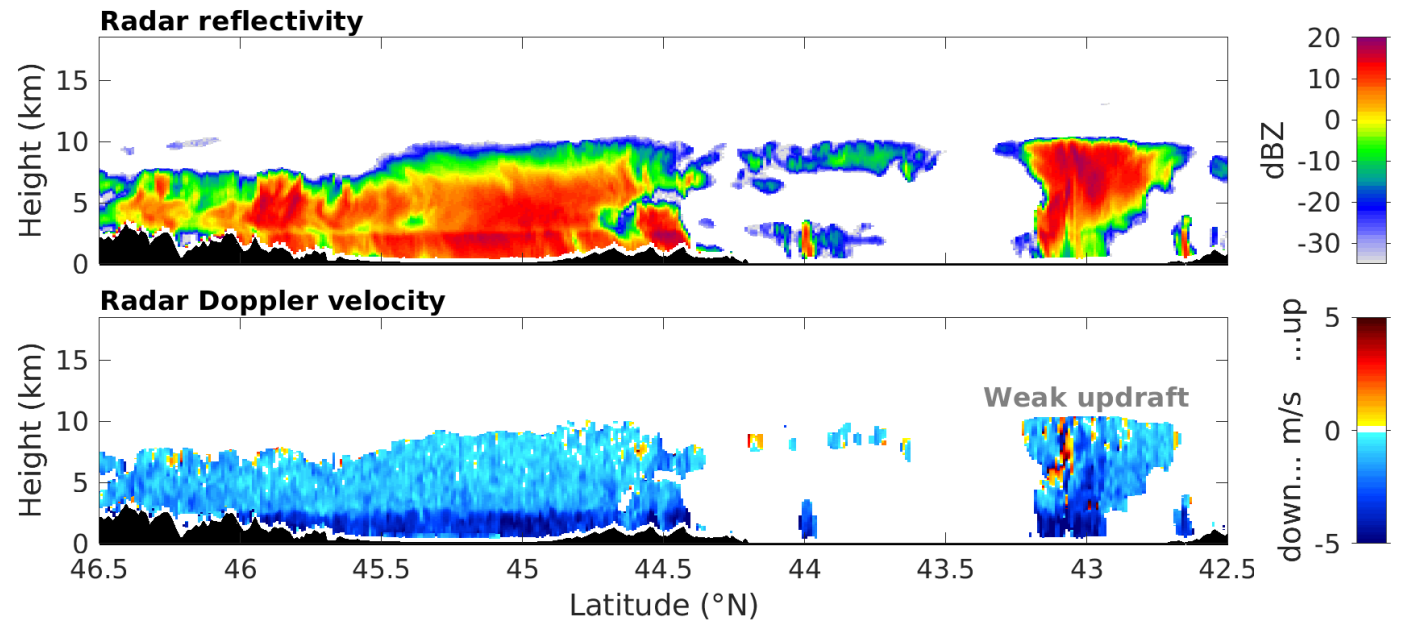 Radar reflectivity
Height (km)
15
10
5
0
20
10
0
-10
-20
-30
dBZ
Radar Doppler velocity
Height (km)
15
10
5
0
Weak updraft
5
0
-5
down... m/s ...up
46.5 46 45.5 45 44.5 44 43.5 43 42.5
Latitude (°N)